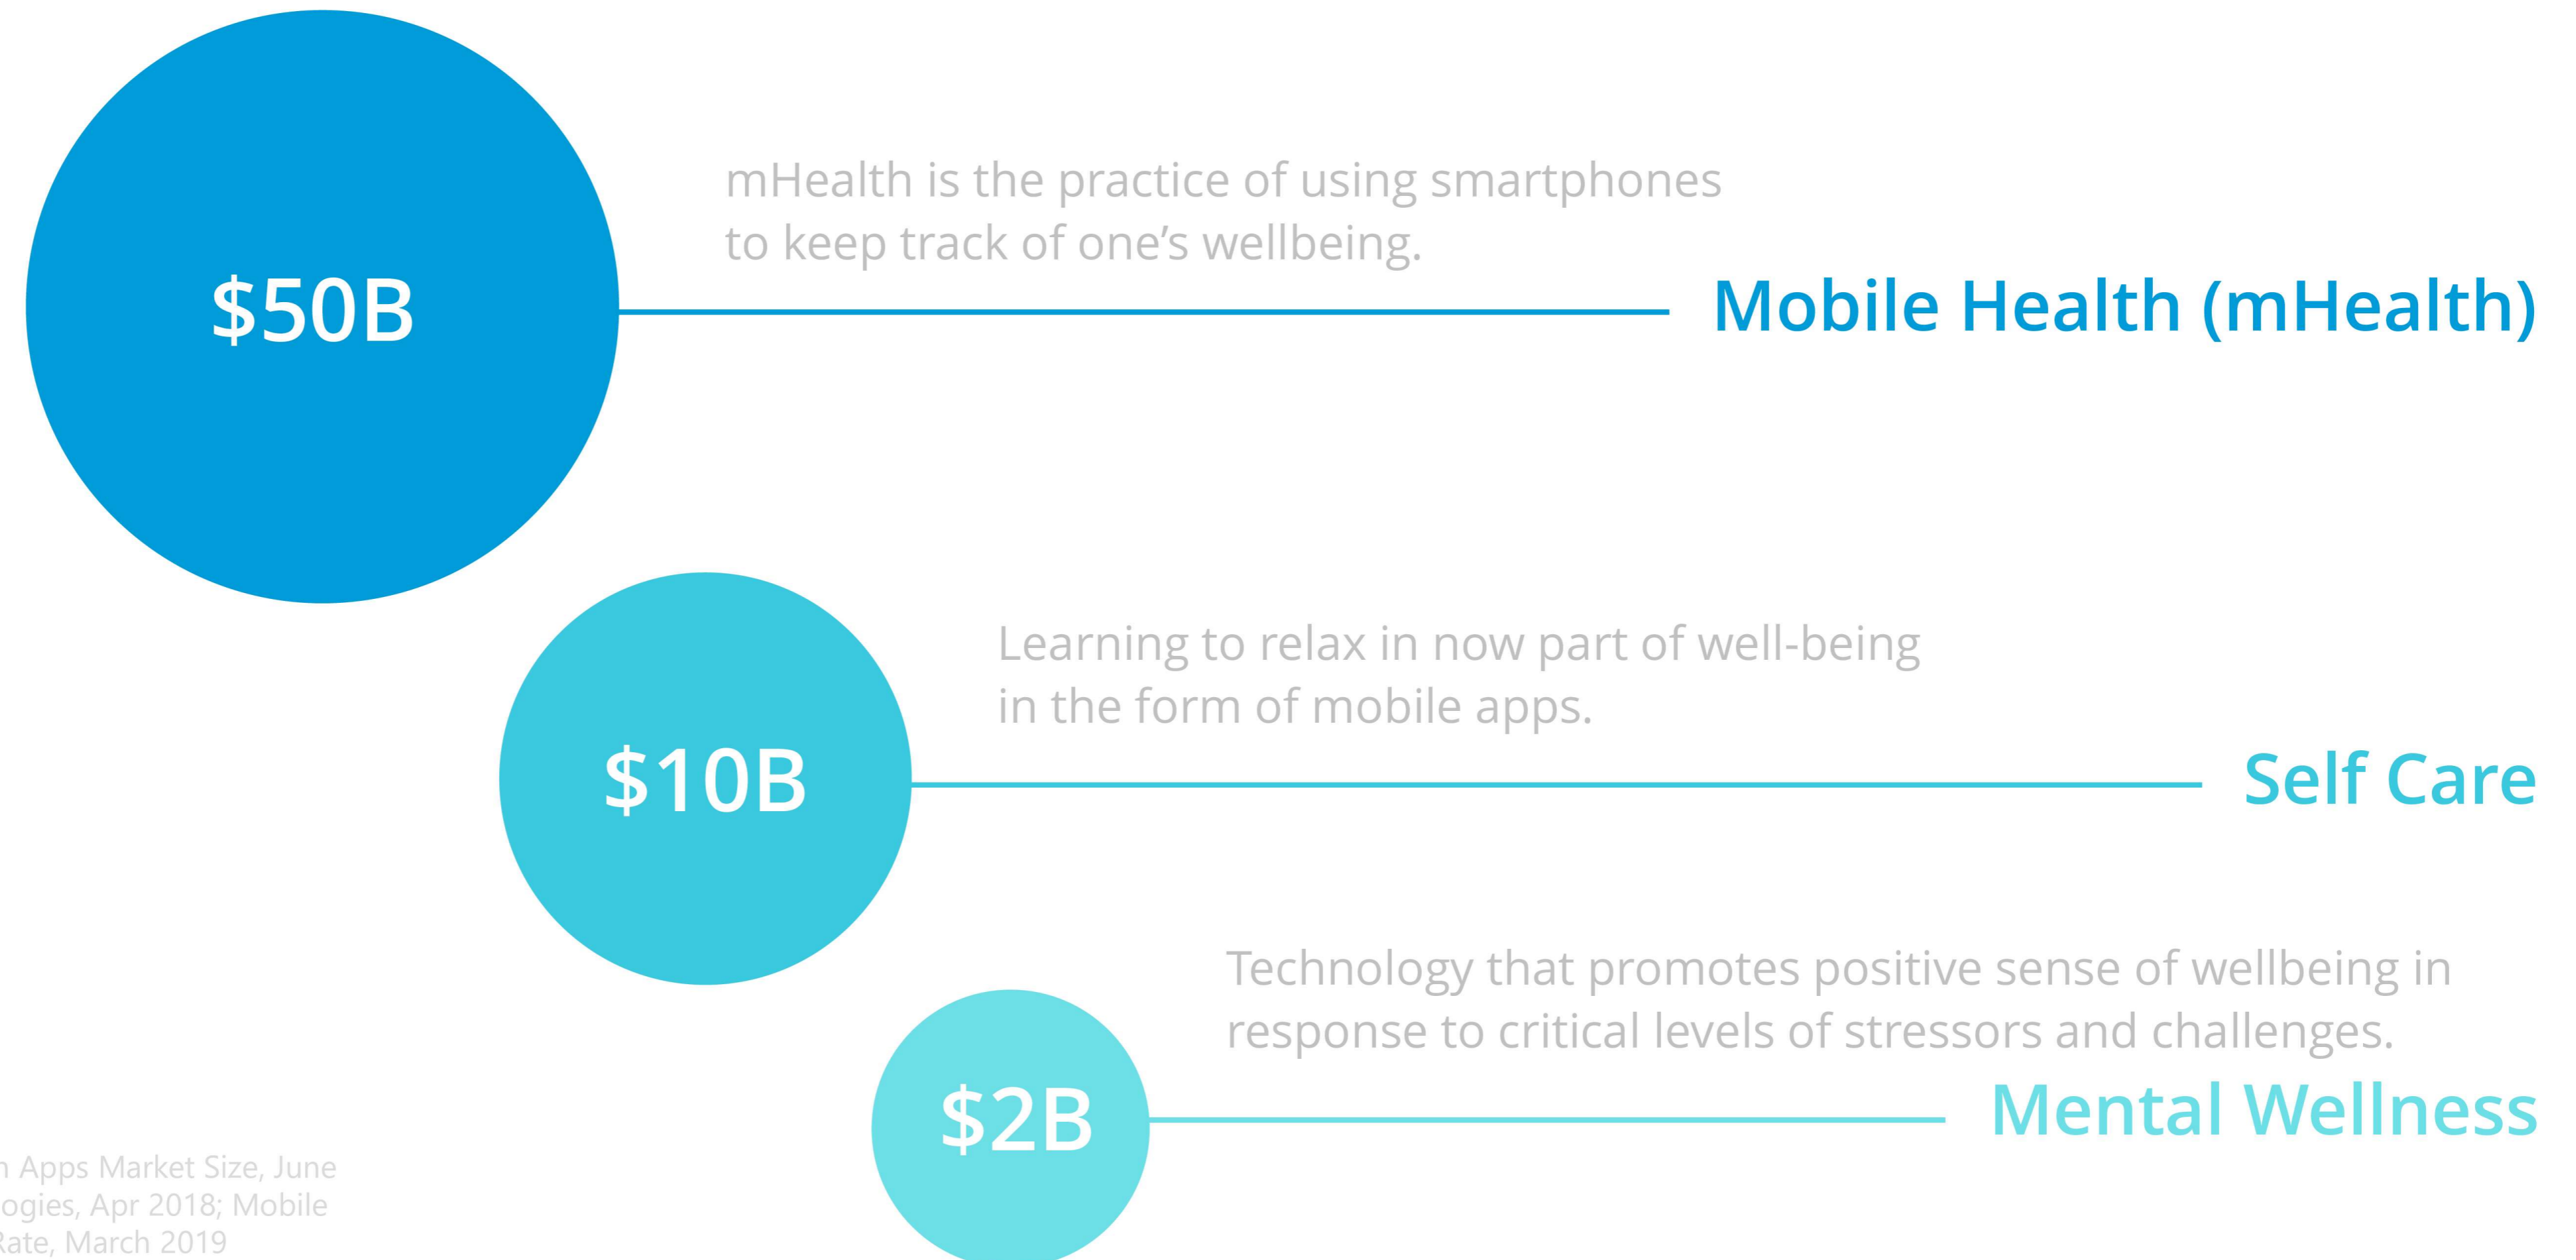 mHealth is the practice of using smartphones
to keep track of one’s wellbeing.
$50B
Mobile Health (mHealth)
Learning to relax in now part of well-being
in the form of mobile apps.
$10B
Self Care
Technology that promotes positive sense of wellbeing in
response to critical levels of stressors and challenges.
$2B
Mental Wellness
Apps Market Size, June
Apr 2018; Mobile
March 2019